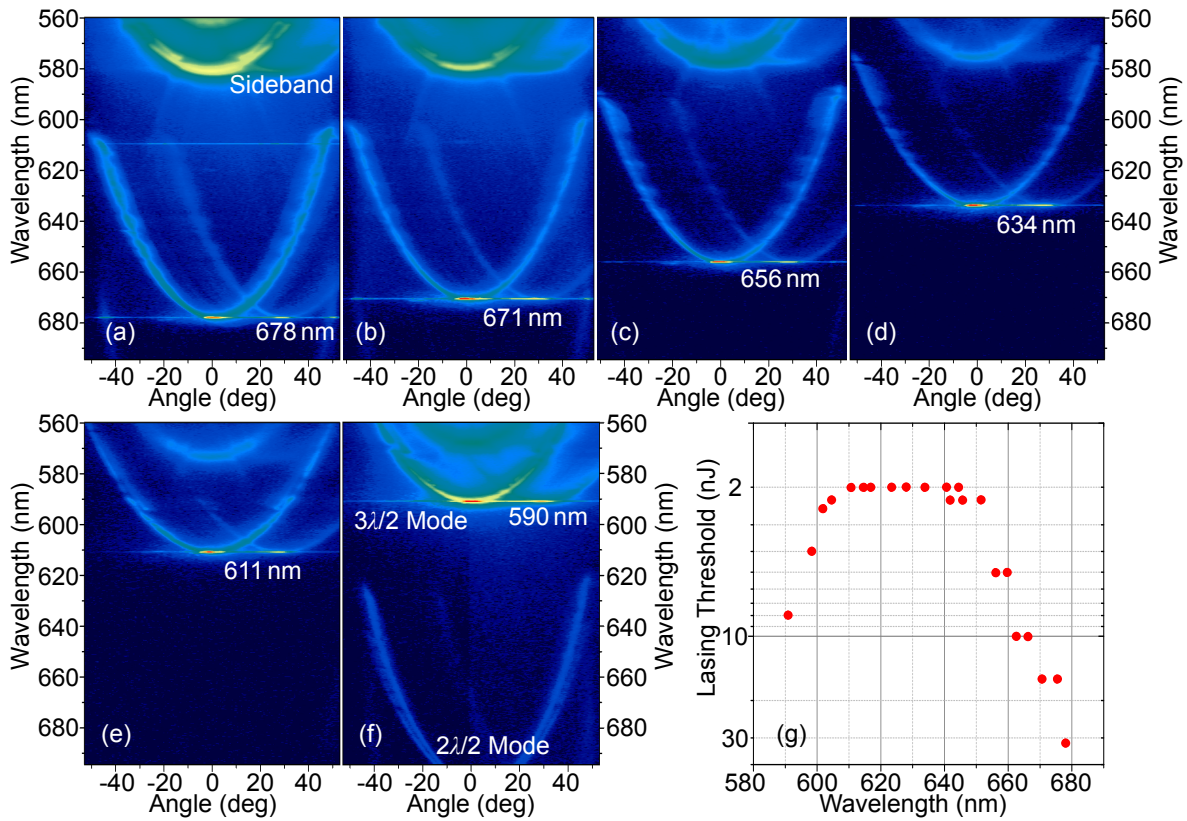 560 560
580 580
600 600
620 620
640 640
660 660
680 680
Wavelength (nm)
Wavelength (nm)
Sideband
(a)
678 nm
(b)
671 nm
(c)
656 nm
(d)
634 nm
-40 -20 0 20 40
-40 -20 0 20 40
-40 -20 0 20 40
-40 -20 0 20 40
Angle (deg)
Angle (deg)
Angle (deg)
Angle (deg)
560 560
580 580
600 600
620 620
640 640
660 660
680 680
Wavelength (nm)
Wavelength (nm)
611 nm
(e)
3λ/2 Mode
590 nm
(f)
2λ/2 Mode
-40 -20 0 20 40
-40 -20 0 20 40
Angle (deg)
Angle (deg)
Lasing Threshold (nJ)
2
10
30
(g)
580 600 620 640 660 680
Wavelength (nm)